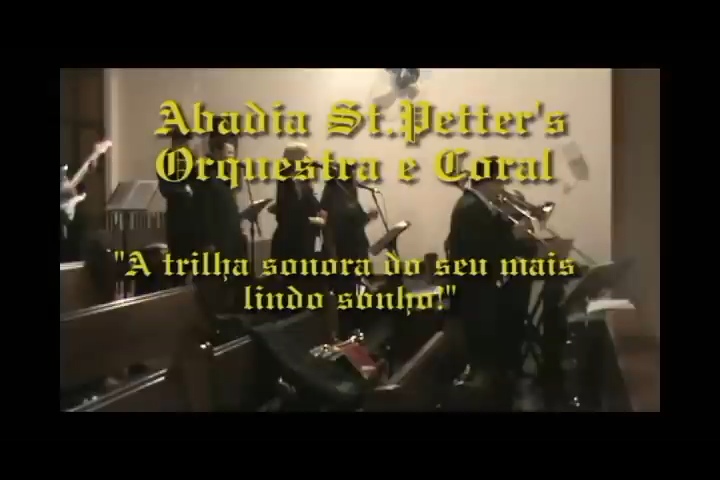 Abadia St.Petter's
Orquestra e Coral
"A trilha sonora do seu mais
lindo sonho!"